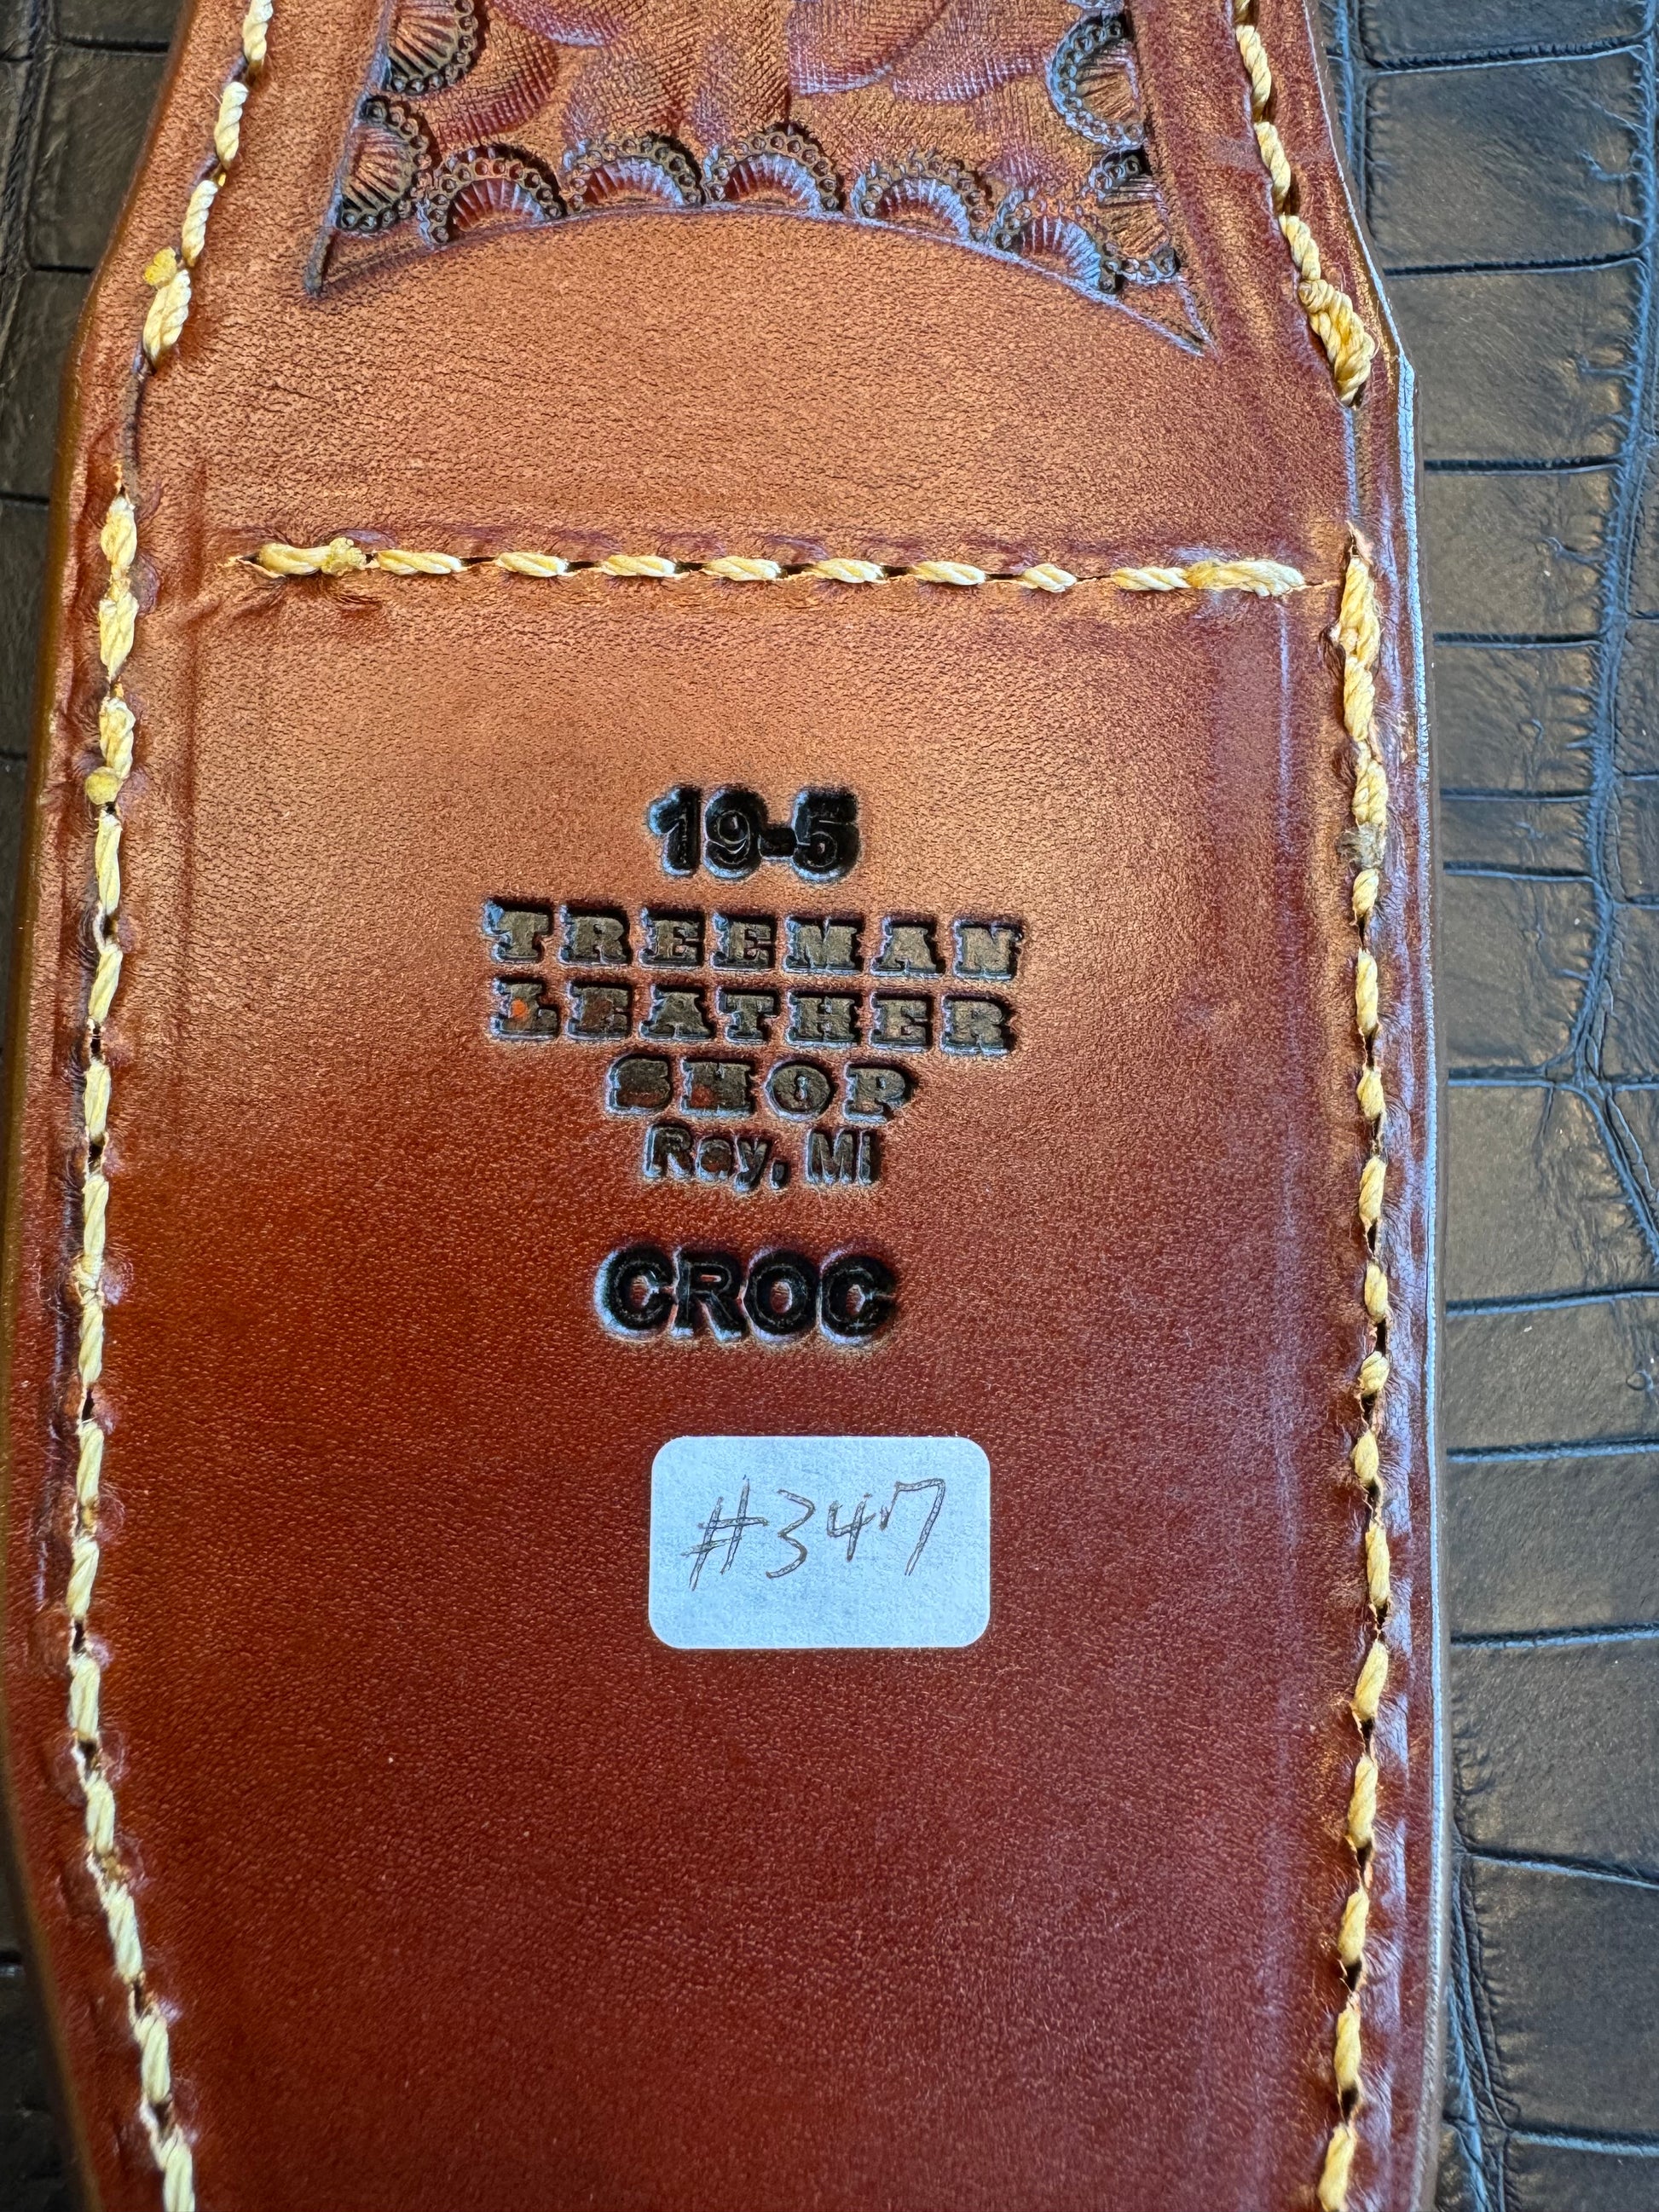 19-5
TREEMAN
LEATHER
SHOP
Ray, MI
CROC
#347